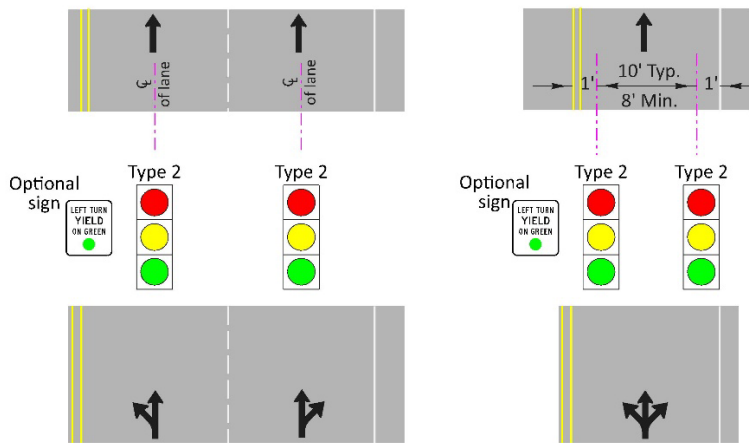 ℄
of lane
℄
of lane
Type 2
Type 2
Optional
sign
LEFT TURN
YIELD
ON GREEN
1'
10' Typ.
1'
8' Min.
Type 2
Type 2
Optional
sign
LEFT TURN
YIELD
ON GREEN